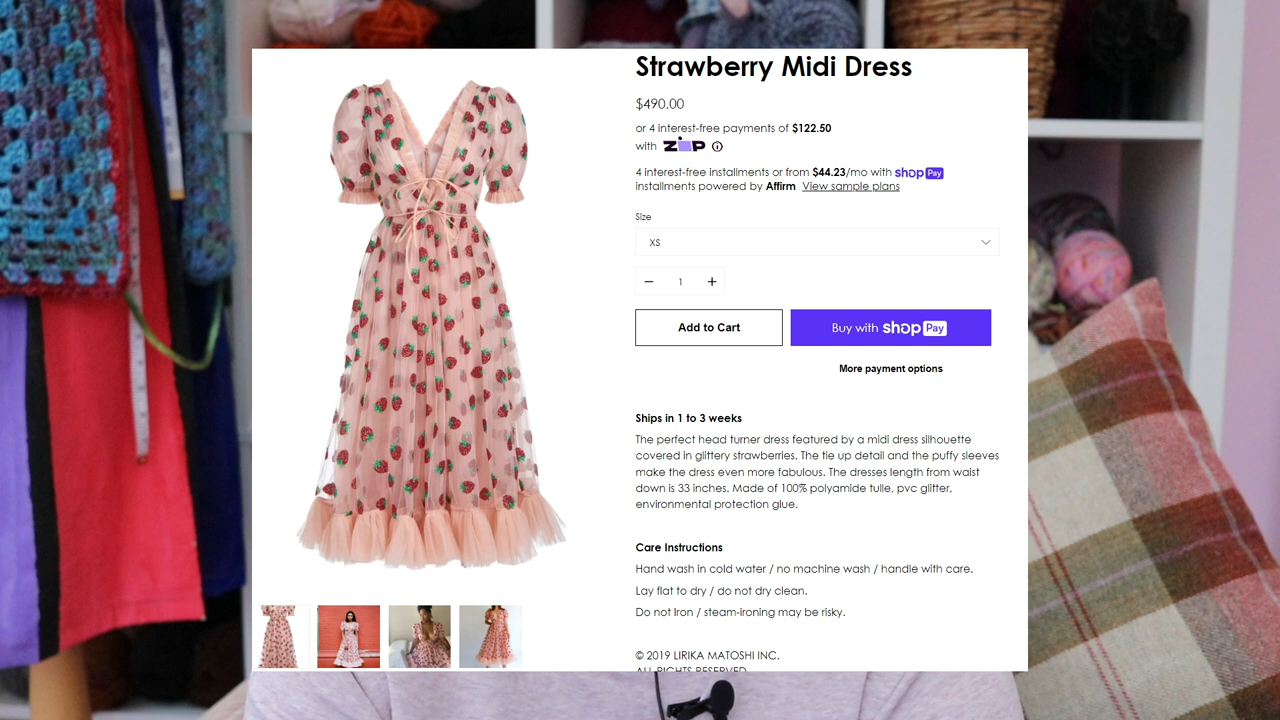 Strawberry Midi Dress
$490.00
or 4 interest-free payments of $122.50
with ZIP
4 interest-free installments or from $44.23/mo with shop Pay
installments powered by Affirm View sample plans
Size
XS
1
Add to Cart
Buy with shop Pay
More payment options
Ships in 1 to 3 weeks
The perfect head turner dress featured by a midi dress silhouette
covered in glittery strawberries. The tie up detail and the puffy sleeves
make the dress even more fabulous. The dresses length from waist
down is 33 inches. Made of 100% polyamide tulle, pvc glitter,
environmental protection glue.
Care Instructions
Hand wash in cold water / no machine wash / handle with care.
Lay flat to dry / do not dry clean.
Do not Iron / steam-ironing may be risky.
© 2019 LIRIKA MATOSHI INC.
ALL RIGHTS RESERVED